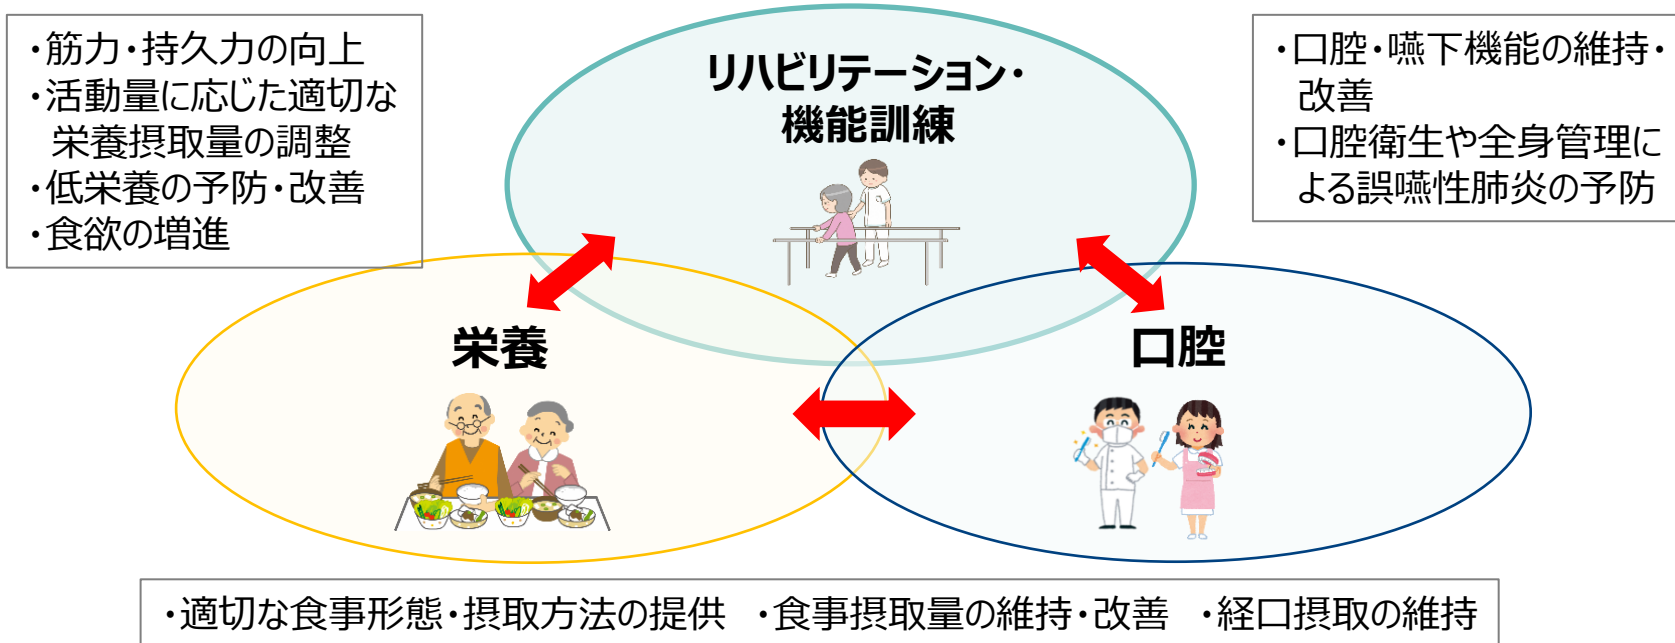 ・筋力・持久力の向上
・活動量に応じた適切な
栄養摂取量の調整
・低栄養の予防・改善
・食欲の増進
リハビリテーション・
機能訓練
・口腔・嚥下機能の維持・
改善
・口腔衛生や全身管理に
よる誤嚥性肺炎の予防
栄養
口腔
・適切な食事形態・摂取方法の提供　・食事摂取量の維持・改善　・経口摂取の維持